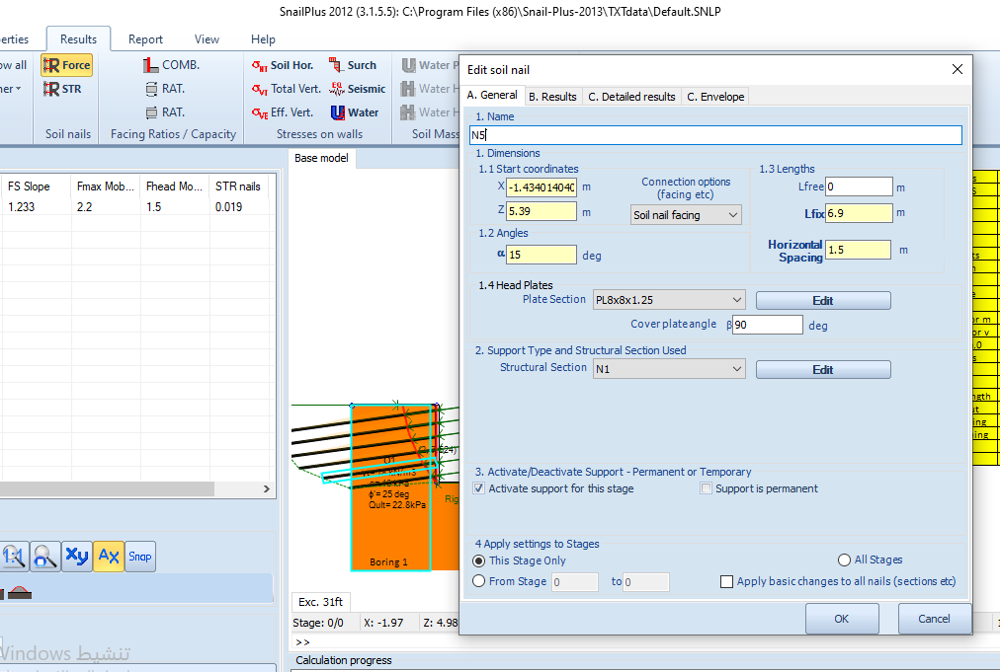 SnailPlus 2012 (3.1.5.5): C:\Program Files (x86)\Snail-Plus-2013\TXTdata\Default.SNLP
erties Results Report View Help
ow all Force COMB. Soil Hor. Surch Water P
ner STR RAT. Total Vert. Seismic Water H
RAT. Eff. Vert. Water Water H
Soil nails Facing Ratios / Capacity Stresses on walls Soil Mass
Base model
FS Slope Fmax Mob... Fhead Mo... STR nails
1.233 2.2 1.5 0.019
Edit soil nail
A. General B. Results C. Detailed results C. Envelope
1. Name
N5
1. Dimensions
1.1 Start coordinates
X -1.434014040 m
Z 5.39 m
Connection options
(facing etc)
Soil nail facing
1.3 Lengths
Lfree 0 m
Lfix 6.9 m
Horizontal
Spacing 1.5 m
1.2 Angles
α 15 deg
1.4 Head Plates
Plate Section PL8x8x1.25 Edit
Cover plate angle β 90 deg
2. Support Type and Structural Section Used
Structural Section N1 Edit
3. Activate/Deactivate Support - Permanent or Temporary
Activate support for this stage Support is permanent
4 Apply settings to Stages
This Stage Only All Stages
From Stage 0 to 0 Apply basic changes to all nails (sections etc)
OK Cancel
ϕ'= 25 deg
Qult= 22.8kPa
Rig
Boring 1
1:1 Xy Ax Snap
Exc. 31ft
Stage: 0/0 X: -1.97 Z: 4.98
>>
Calculation progress
تنشيط Windows